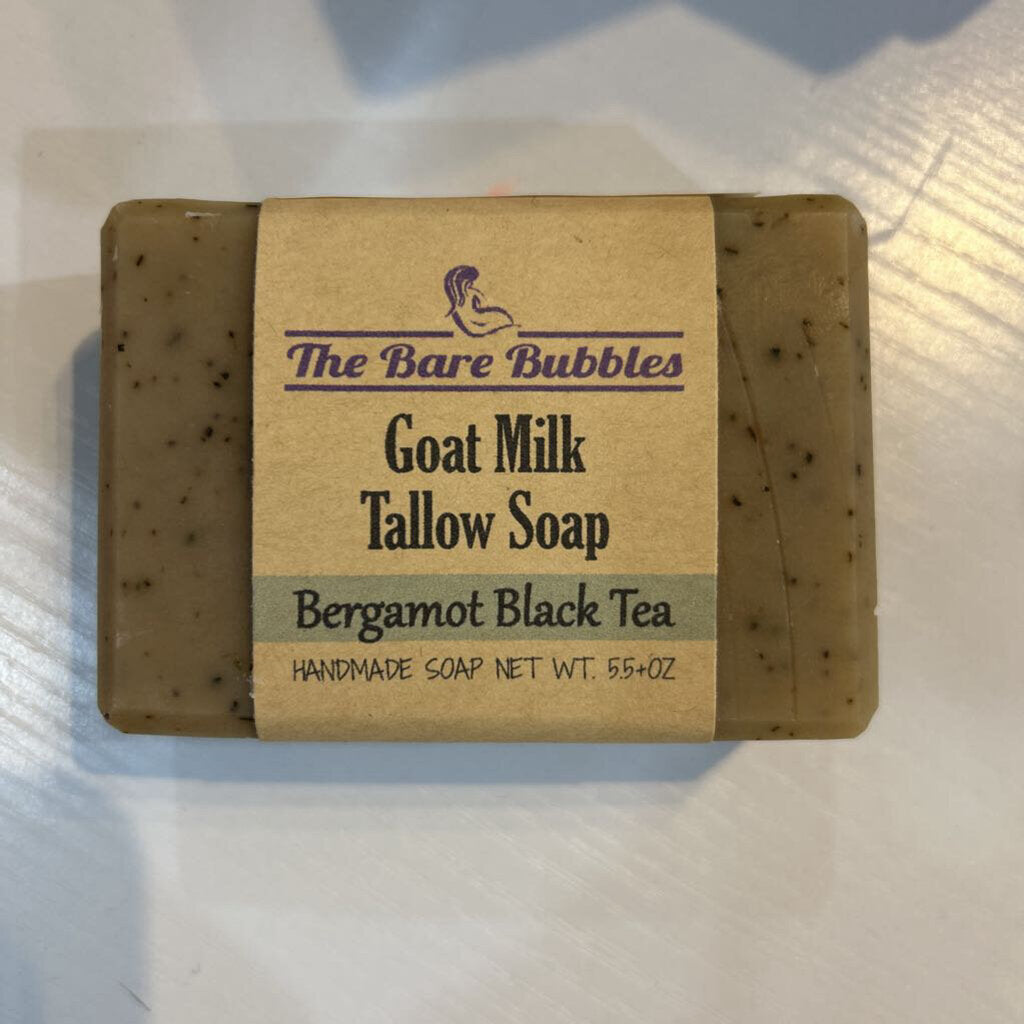 The Bare Bubbles
Goat Milk
Tallow Soap
Bergamot Black Tea
HANDMADE SOAP NET WT. 5.5+OZ